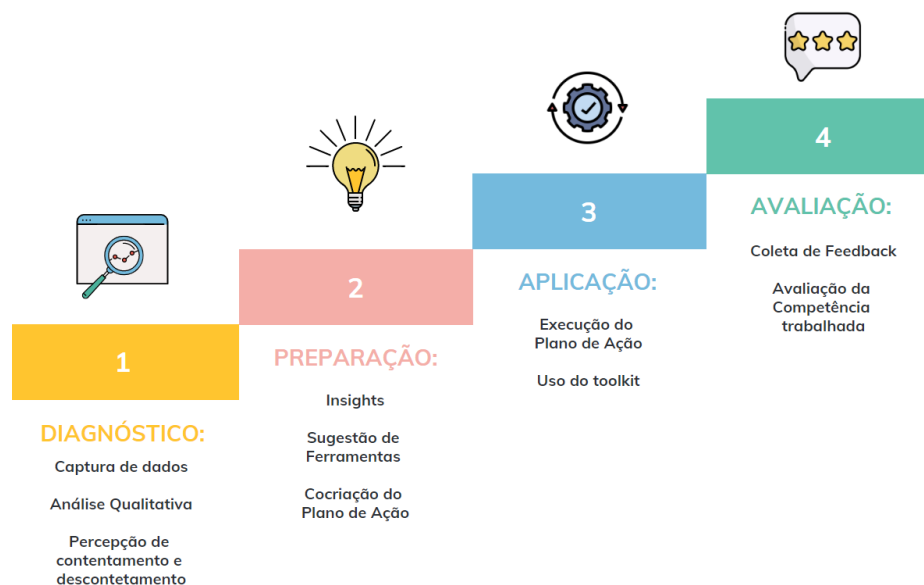 1
DIAGNÓSTICO:
Captura de dados
Análise Qualitativa
Percepção de
contentamento e
descontetamento
2
PREPARAÇÃO:
Insights
Sugestão de
Ferramentas
Cocriação do
Plano de Ação
3
APLICAÇÃO:
Execução do
Plano de Ação
Uso do toolkit
4
AVALIAÇÃO:
Coleta de Feedback
Avaliação da
Competência
trabalhada